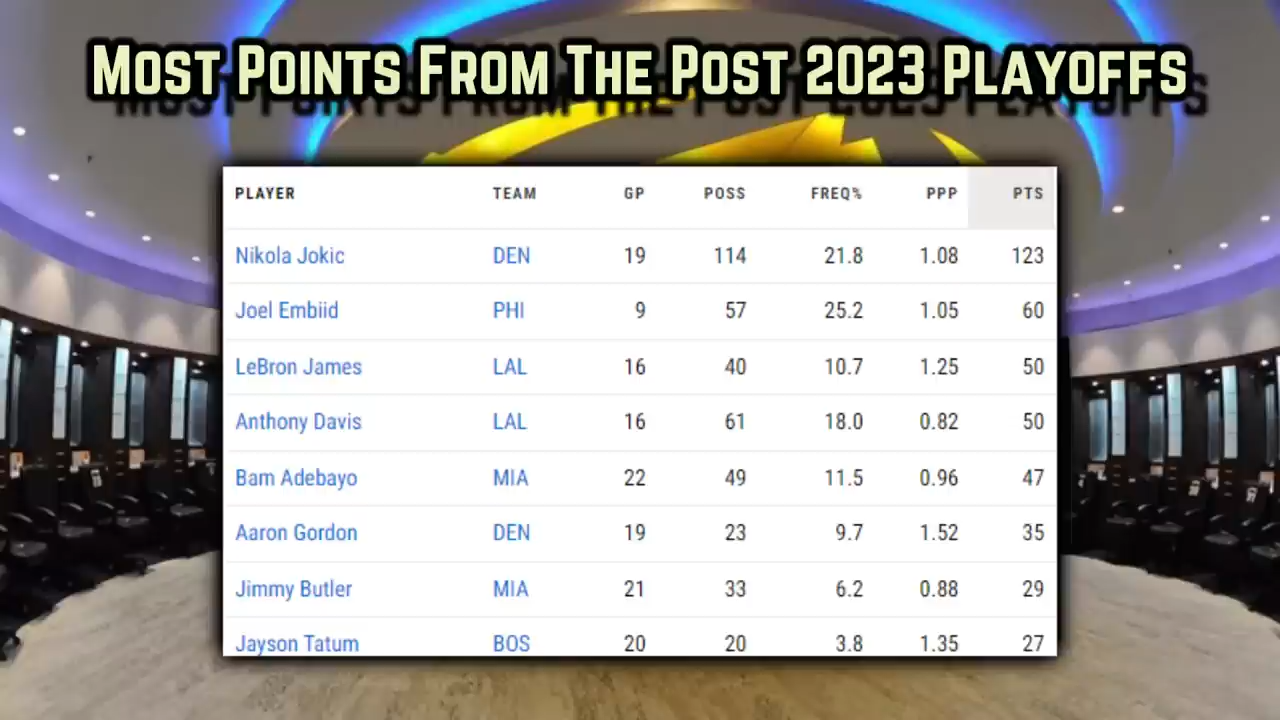 Most Points From The Post 2023 Playoffs
PLAYER TEAM GP POSS FREQ% PPP PTS
Nikola Jokic DEN 19 114 21.8 1.08 123
Joel Embiid PHI 9 57 25.2 1.05 60
LeBron James LAL 16 40 10.7 1.25 50
Anthony Davis LAL 16 61 18.0 0.82 50
Bam Adebayo MIA 22 49 11.5 0.96 47
Aaron Gordon DEN 19 23 9.7 1.52 35
Jimmy Butler MIA 21 33 6.2 0.88 29
Jayson Tatum BOS 20 20 3.8 1.35 27